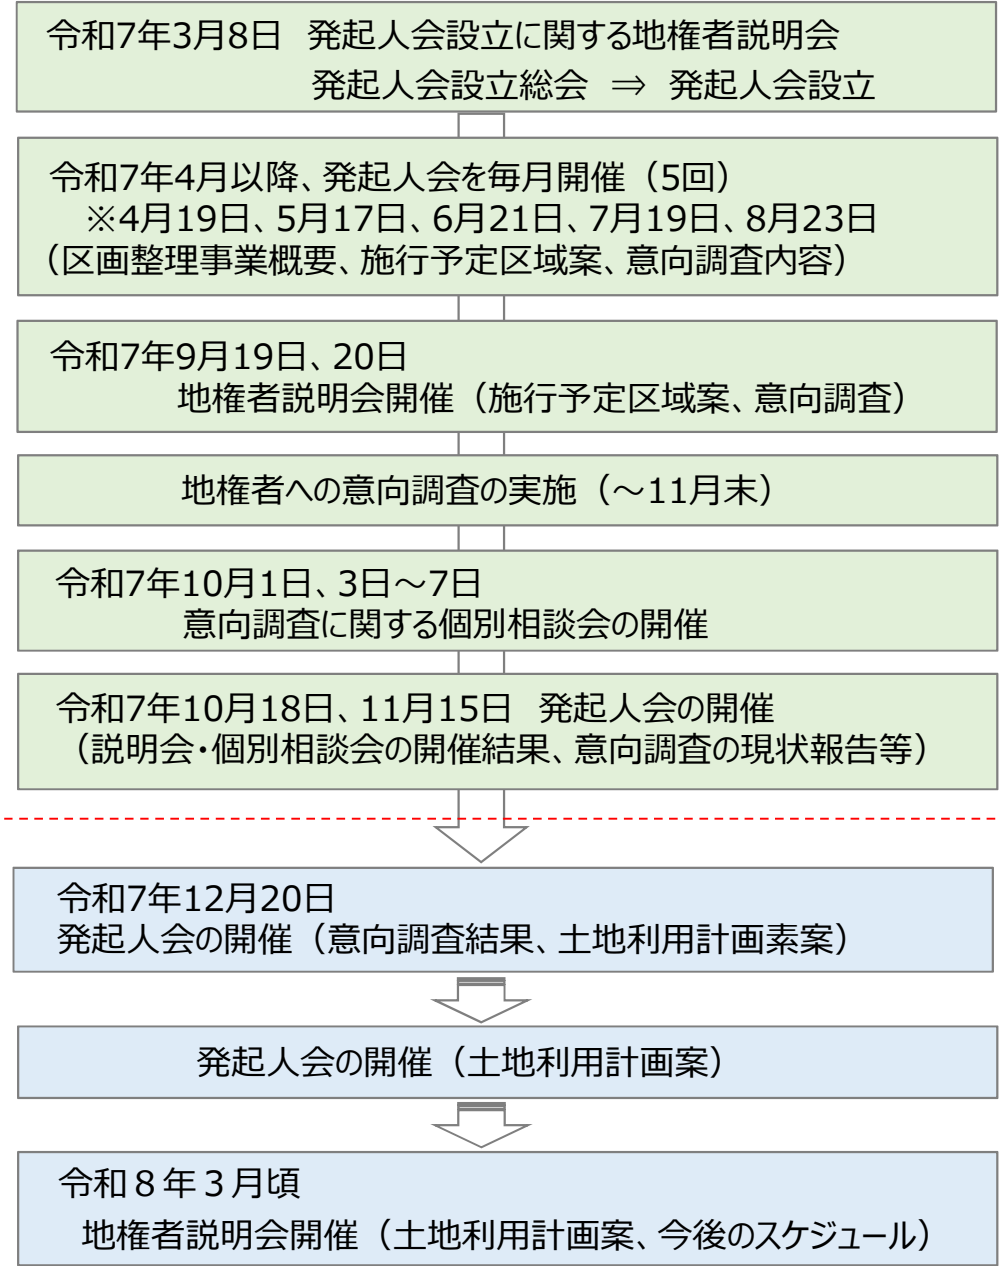 令和7年3月8日 発起人会設立に関する地権者説明会
発起人会設立総会 ⇒ 発起人会設立
令和7年4月以降、発起人会を毎月開催（5回）
※4月19日、5月17日、6月21日、7月19日、8月23日
（区画整理事業概要、施行予定区域案、意向調査内容）
令和7年9月19日、20日
地権者説明会開催（施行予定区域案、意向調査）
地権者への意向調査の実施（～11月末）
令和7年10月1日、3日～7日
意向調査に関する個別相談会の開催
令和7年10月18日、11月15日 発起人会の開催
（説明会・個別相談会の開催結果、意向調査の現状報告等）
令和7年12月20日
発起人会の開催（意向調査結果、土地利用計画素案）
発起人会の開催（土地利用計画案）
令和８年３月頃
地権者説明会開催（土地利用計画案、今後のスケジュール）